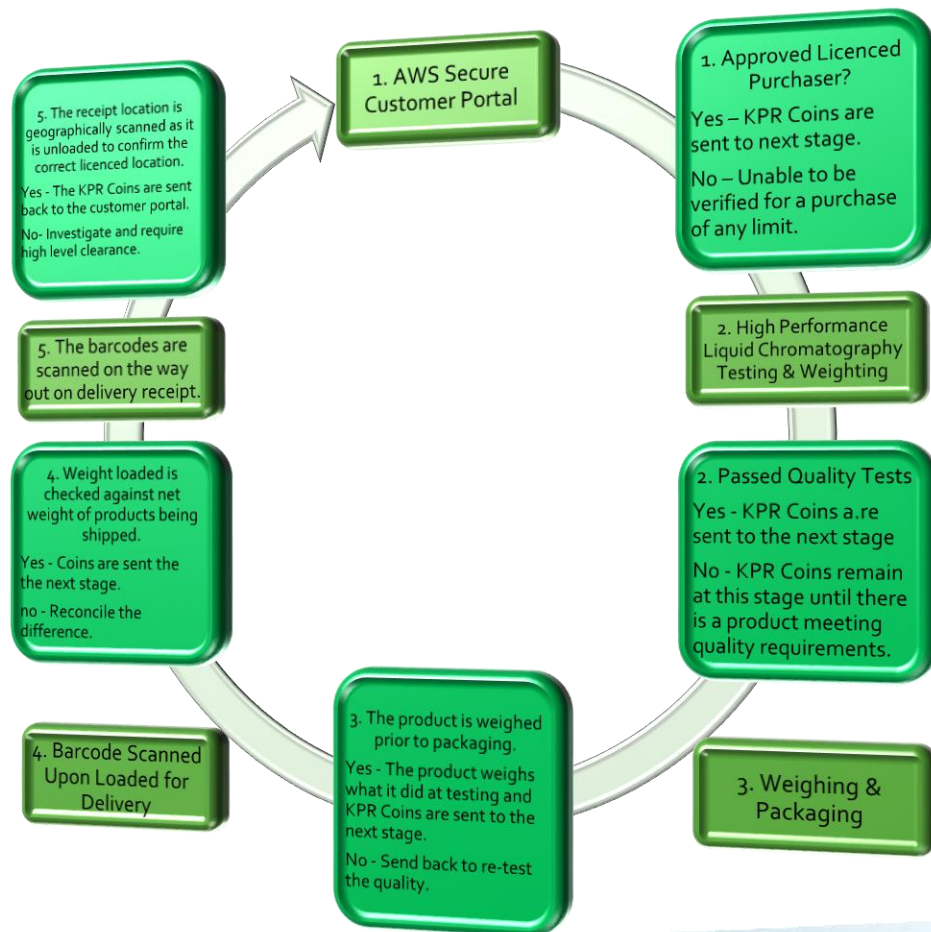 1. AWS Secure
Customer Portal
1. Approved Licenced
Purchaser?
Yes – KPR Coins are
sent to next stage.
No – Unable to be
verified for a purchase
of any limit.
2. High Performance
Liquid Chromatography
Testing & Weighting
2. Passed Quality Tests
Yes - KPR Coins a.re
sent to the next stage
No - KPR Coins remain
at this stage until there
is a product meeting
quality requirements.
3. Weighing &
Packaging
3. The product is weighed
prior to packaging.
Yes - The product weighs
what it did at testing and
KPR Coins are sent to the
next stage.
No - Send back to re-test
the quality.
4. Barcode Scanned
Upon Loaded for
Delivery
4. Weight loaded is
checked against net
weight of products being
shipped.
Yes - Coins are sent the
the next stage.
no - Reconcile the
difference.
5. The barcodes are
scanned on the way
out on delivery receipt.
5. The receipt location is
geographically scanned as it
is unloaded to confirm the
correct licenced location.
Yes - The KPR Coins are sent
back to the customer portal.
No- Investigate and require
high level clearance.